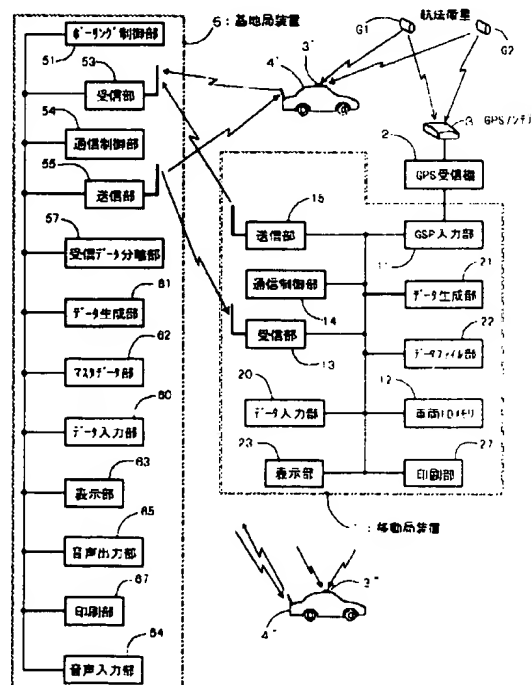 5：基地局装置
ポーリング制御部
51
53
受信部
54
通信制御部
55
送信部
57
受信データ分離部
61
データ生成部
62
マスタデータ部
60
データ入力部
63
表示部
65
音声出力部
67
印刷部
64
音声入力部
航法衛星
G1
G2
3'
4'
3 GPSアンテナ
2
GPS受信機
15
送信部
GSP入力部
11
通信制御部
14
21
データ生成部
受信部
13
22
データファイル部
20
データ入力部
12
車両IDメモリ
23
表示部
27
印刷部
1：移動局装置
3"
4"